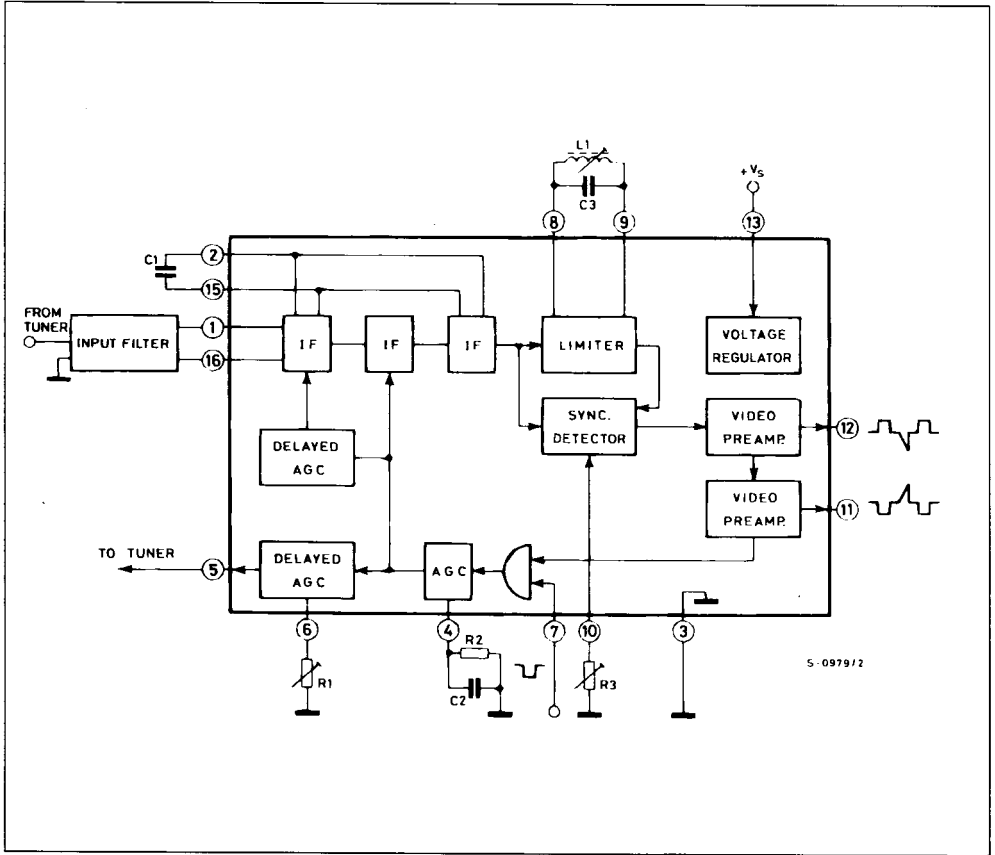 L1
C3
+Vs
8
9
13
C1
2
15
FROM
TUNER
INPUT FILTER
1
16
IF
IF
IF
LIMITER
VOLTAGE
REGULATOR
SYNC.
DETECTOR
VIDEO
PREAMP.
12
DELAYED
AGC
VIDEO
PREAMP.
11
TO TUNER
5
DELAYED
AGC
AGC
6
4
7
10
3
R1
R2
C2
R3
S-0979/2